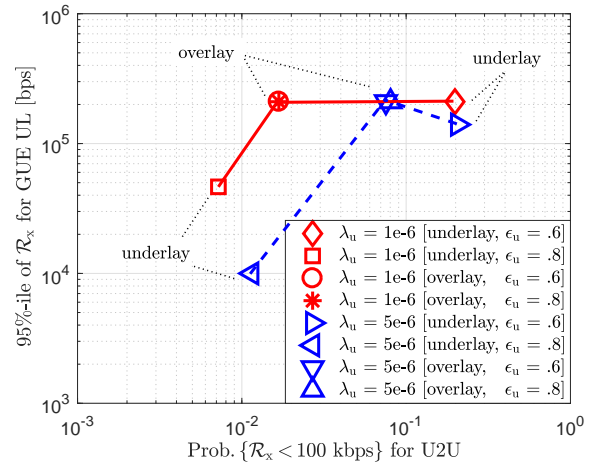 10^6
overlay
underlay
10^5
95%-ile of ℛ_x for GUE UL [bps]
underlay
10^4
λ_u = 1e-6 [underlay, ϵ_u = .6]
λ_u = 1e-6 [underlay, ϵ_u = .8]
λ_u = 1e-6 [overlay, ϵ_u = .6]
λ_u = 1e-6 [overlay, ϵ_u = .8]
λ_u = 5e-6 [underlay, ϵ_u = .6]
λ_u = 5e-6 [underlay, ϵ_u = .8]
λ_u = 5e-6 [overlay, ϵ_u = .6]
λ_u = 5e-6 [overlay, ϵ_u = .8]
10^3
10^-3 10^-2 10^-1 10^0
Prob. {ℛ_x < 100 kbps} for U2U